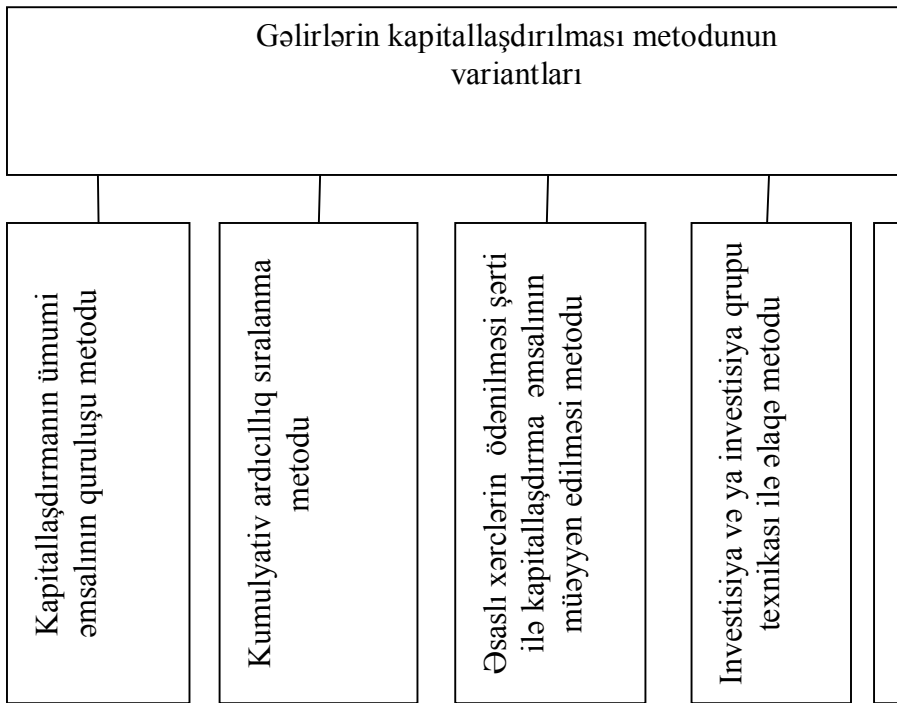 Gəlirlərin kapitallaşdırılması metodunun
variantları
Kapitallaşdırmanın ümumi
əmsalının quruluşu metodu
Kumulyativ ardıcıllıq sıralanma
metodu
Əsaslı xərclərin ödənilməsi şərti
ilə kapitallaşdırma əmsalının
müəyyən edilməsi metodu
Investisiya və ya investisiya qrupu
texnikası ilə əlaqə metodu